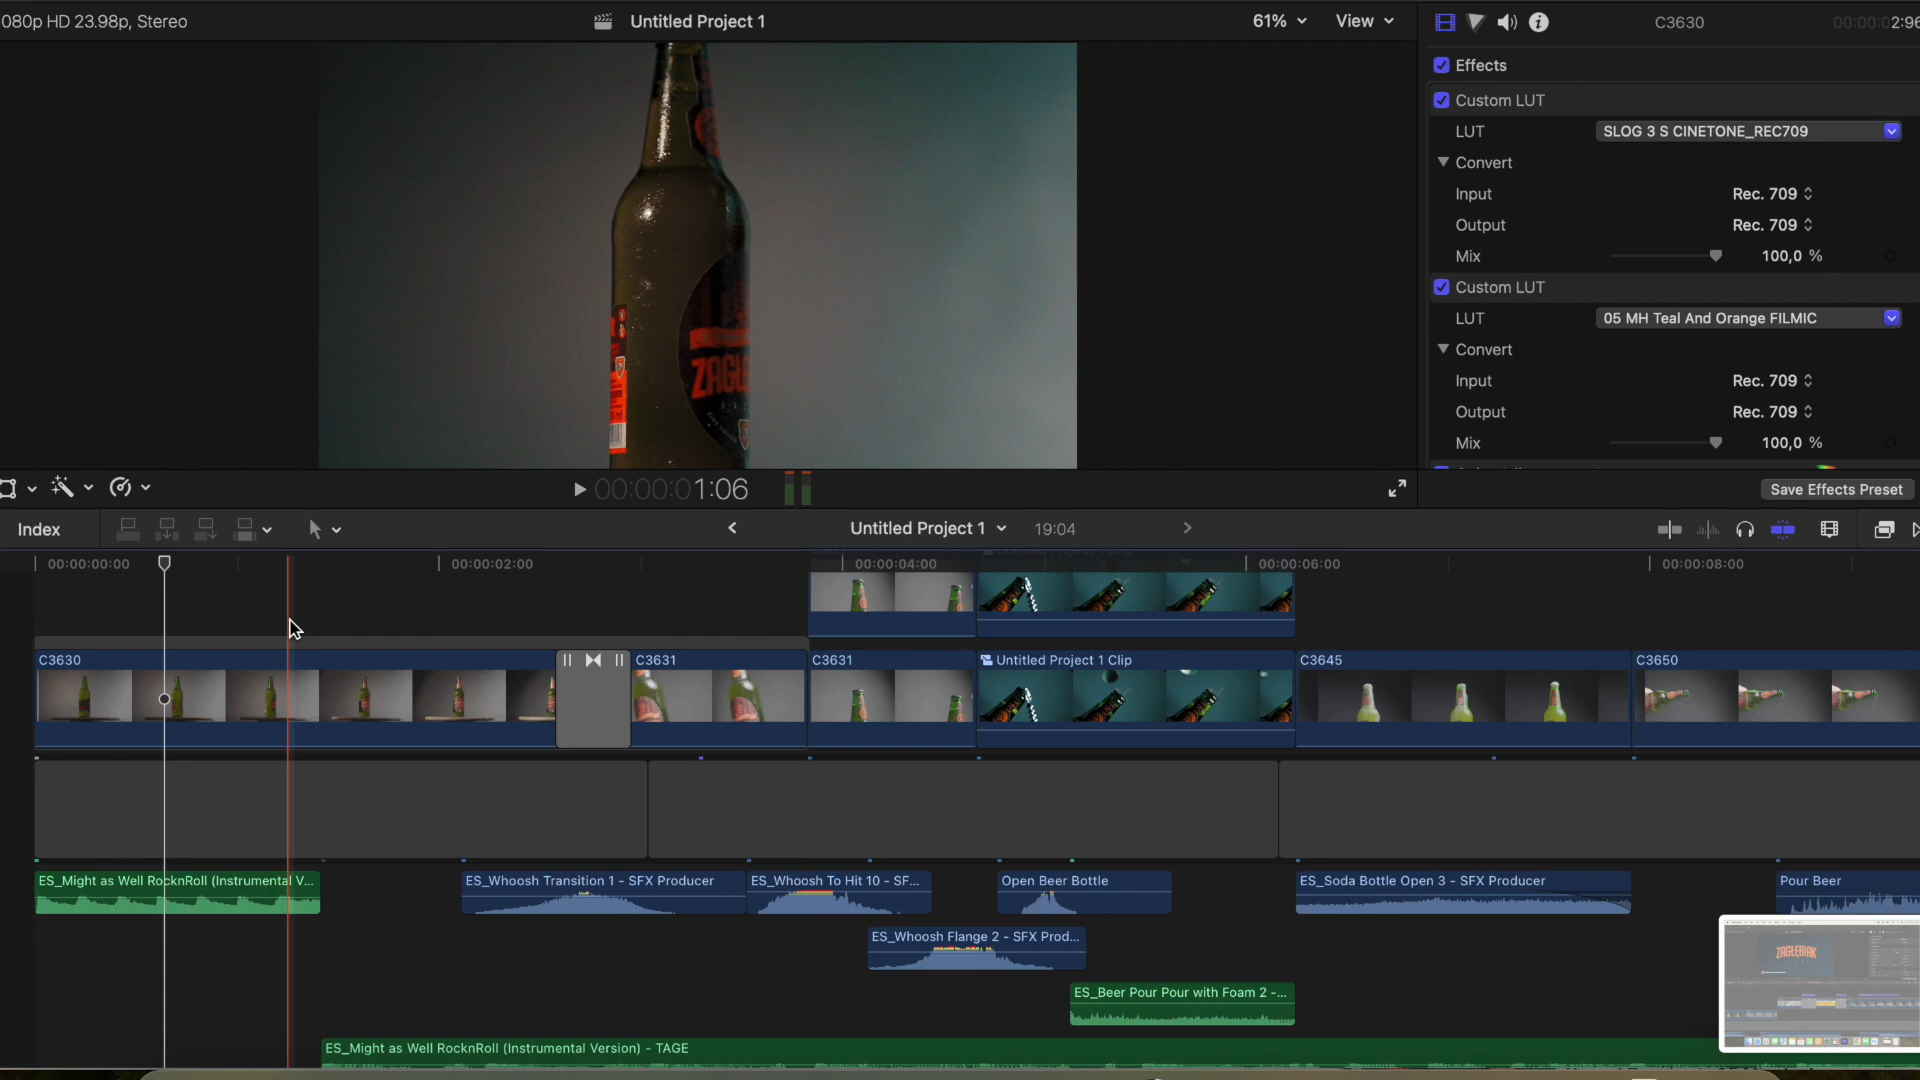 080p HD 23.98p, Stereo
Untitled Project 1
61%
View
C3630
00:00:02:96
Effects
Custom LUT
LUT
SLOG 3 S CINETONE_REC709
Convert
Input
Rec. 709
Output
Rec. 709
Mix
100,0 %
Custom LUT
LUT
05 MH Teal And Orange FILMIC
Convert
Input
Rec. 709
Output
Rec. 709
Mix
100,0 %
00:00:01:06
Save Effects Preset
Index
Untitled Project 1
19:04
00:00:00:00
00:00:02:00
00:00:04:00
00:00:06:00
00:00:08:00
C3630
C3631
C3631
Untitled Project 1 Clip
C3645
C3650
ES_Might as Well RocknRoll (Instrumental V...
ES_Whoosh Transition 1 - SFX Producer
ES_Whoosh To Hit 10 - SF...
Open Beer Bottle
ES_Soda Bottle Open 3 - SFX Producer
Pour Beer
ES_Whoosh Flange 2 - SFX Prod...
ZAGŁĘBIAK
ES_Beer Pour Pour with Foam 2 -...
ES_Might as Well RocknRoll (Instrumental Version) - TAGE